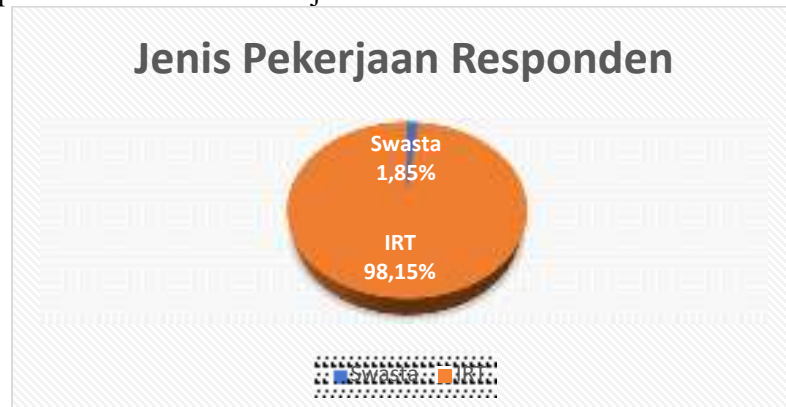 Jenis Pekerjaan Responden
Swasta
1,85%
IRT
98,15%
Swasta IRT